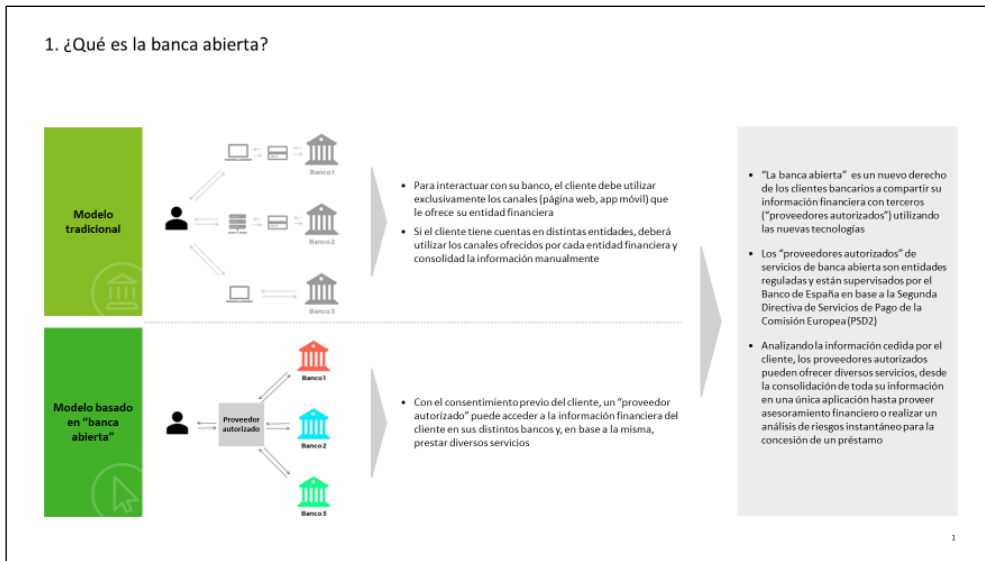 1. ¿Qué es la banca abierta?
Modelo
tradicional
Banco 1
Banco 2
Banco 3
• Para interactuar con su banco, el cliente debe utilizar
exclusivamente los canales (página web, app móvil) que
le ofrece su entidad financiera
• Si el cliente tiene cuentas en distintas entidades, deberá
utilizar los canales ofrecidos por cada entidad financiera y
consolidad la información manualmente
Modelo basado
en "banca
abierta"
Proveedor
autorizado
Banco 1
Banco 2
Banco 3
• Con el consentimiento previo del cliente, un "proveedor
autorizado" puede acceder a la información financiera del
cliente en sus distintos bancos y, en base a la misma,
prestar diversos servicios
• "La banca abierta" es un nuevo derecho
de los clientes bancarios a compartir su
información financiera con terceros
("proveedores autorizados") utilizando
las nuevas tecnologías
• Los "proveedores autorizados" de
servicios de banca abierta son entidades
reguladas y están supervisados por el
Banco de España en base a la Segunda
Directiva de Servicios de Pago de la
Comisión Europea (PSD2)
• Analizando la información cedida por el
cliente, los proveedores autorizados
pueden ofrecer diversos servicios, desde
la consolidación de toda su información
en una única aplicación hasta proveer
asesoramiento financiero o realizar un
análisis de riesgos instantáneo para la
concesión de un préstamo
1